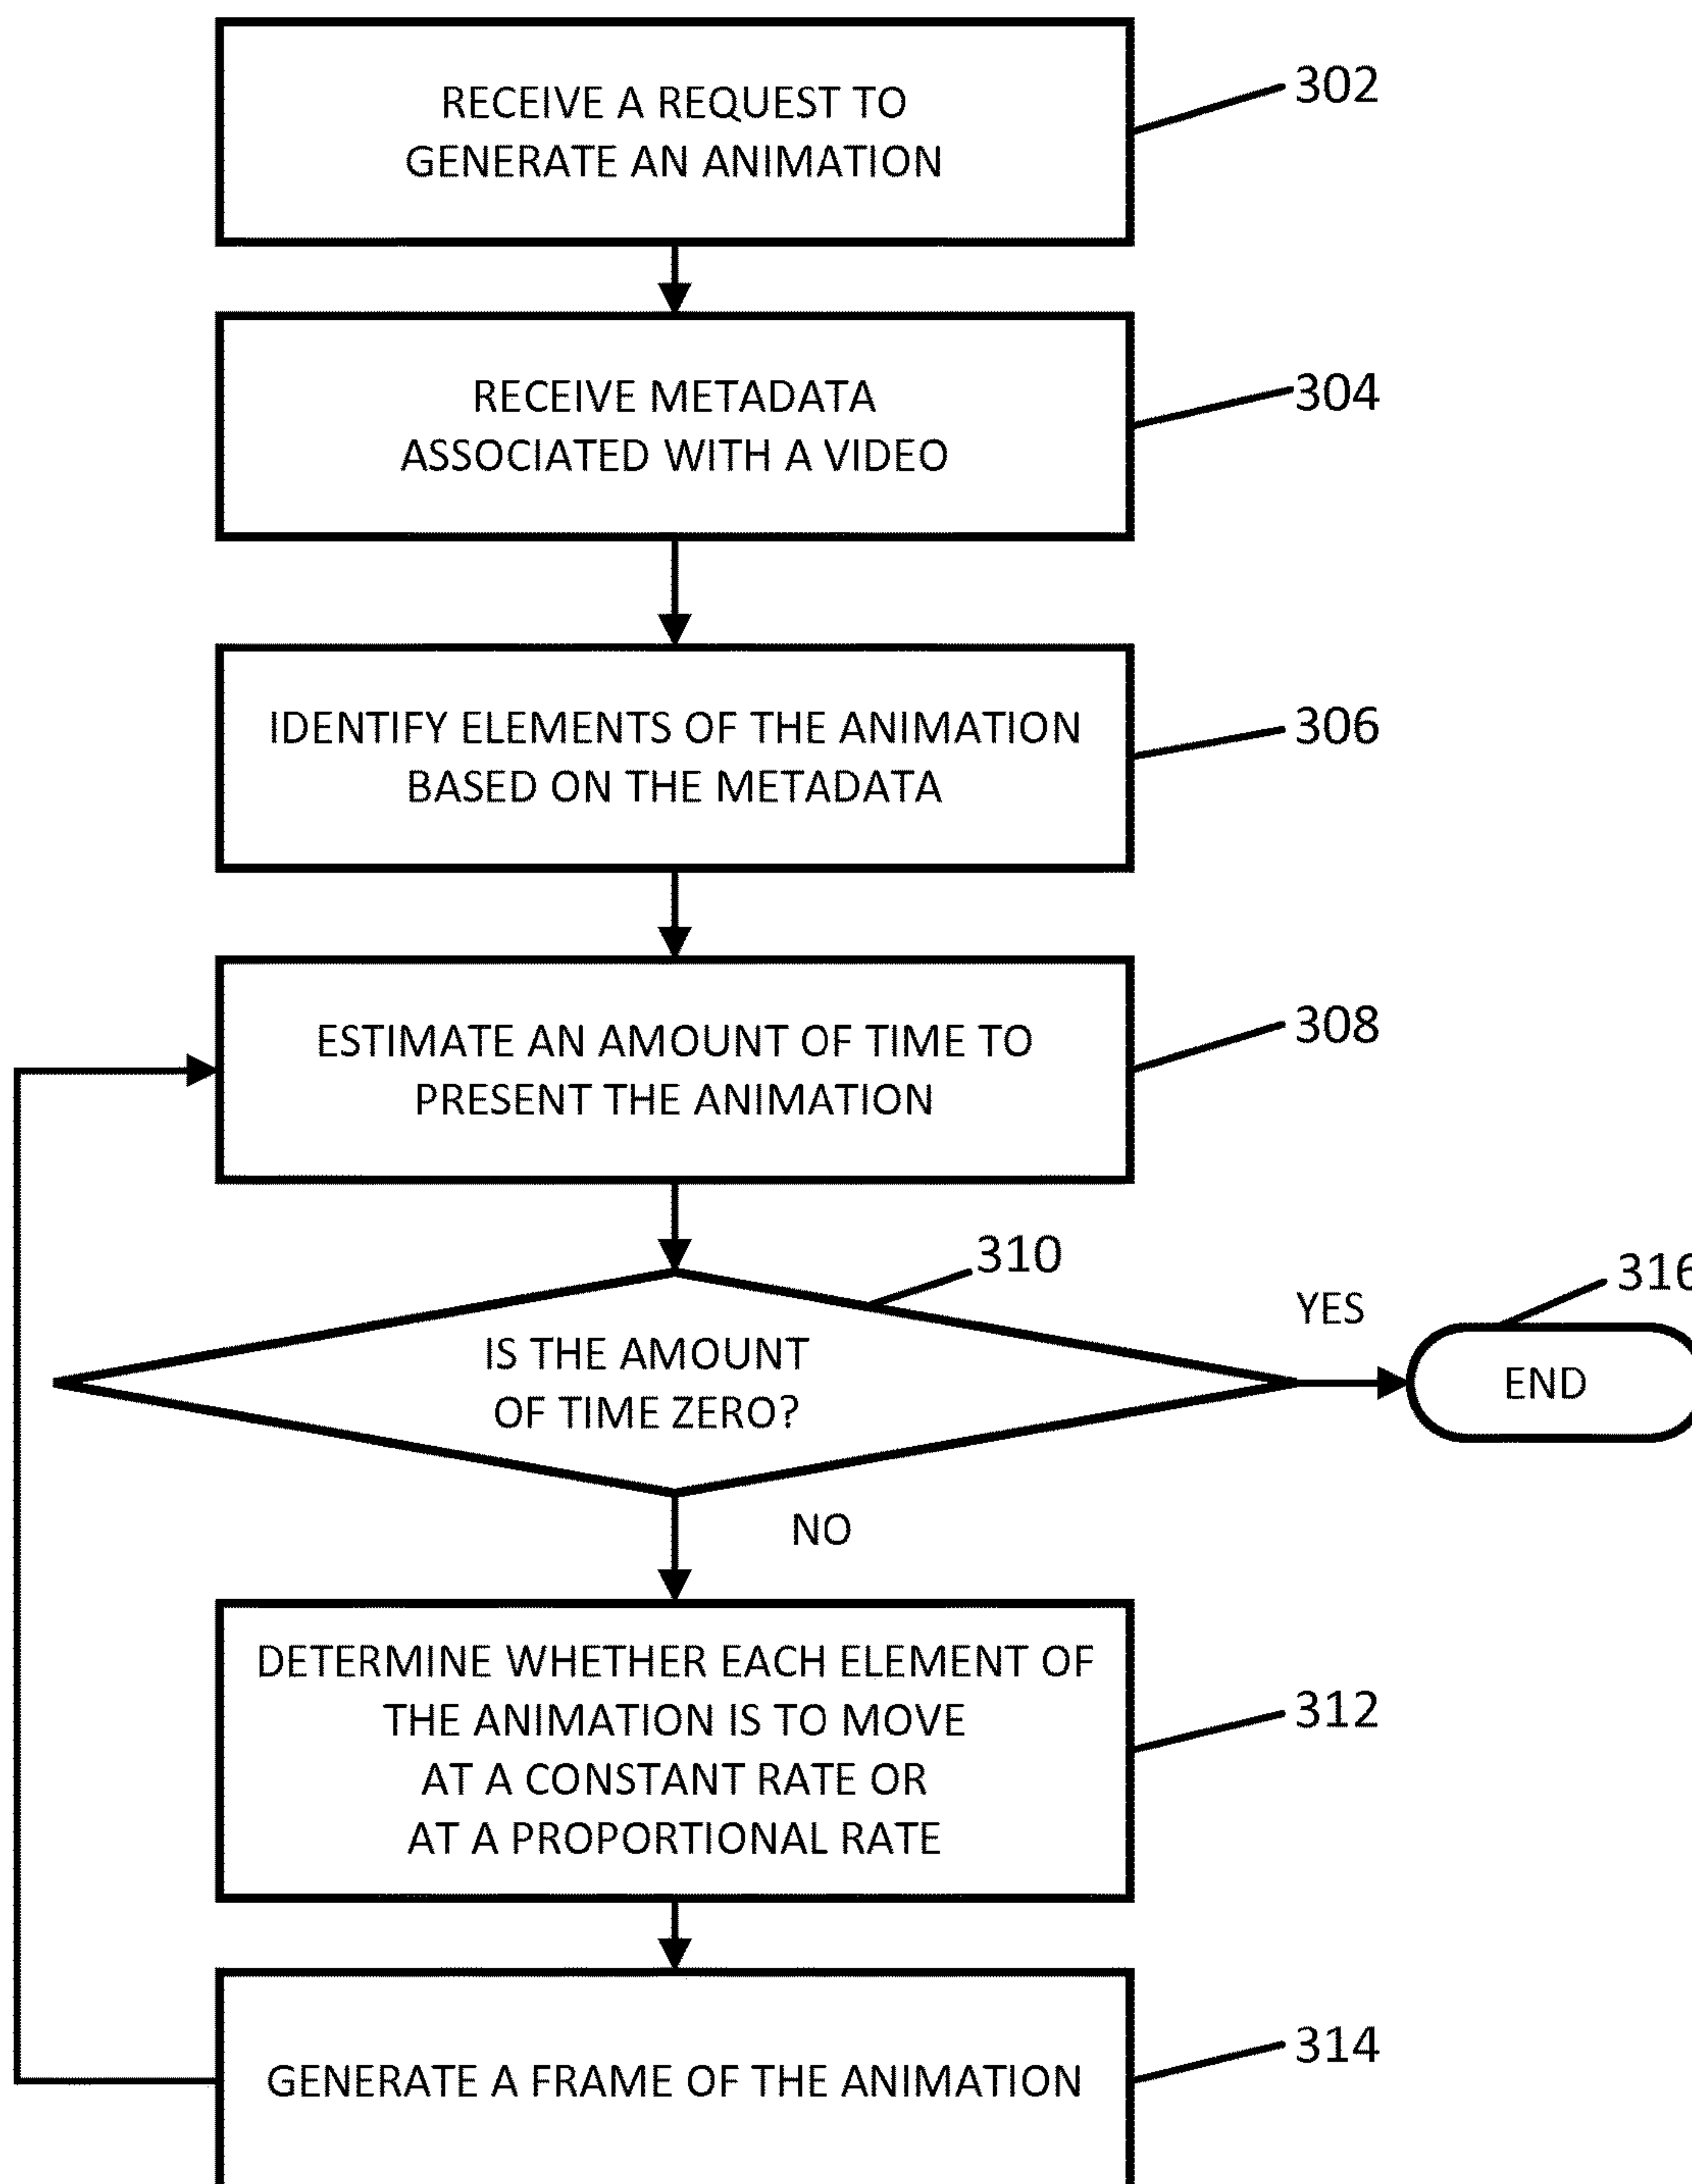 RECEIVE A REQUEST TO
GENERATE AN ANIMATION
302
RECEIVE METADATA
ASSOCIATED WITH A VIDEO
304
IDENTIFY ELEMENTS OF THE ANIMATION
BASED ON THE METADATA
306
ESTIMATE AN AMOUNT OF TIME TO
PRESENT THE ANIMATION
308
310
IS THE AMOUNT
OF TIME ZERO?
YES
316
END
NO
DETERMINE WHETHER EACH ELEMENT OF
THE ANIMATION IS TO MOVE
AT A CONSTANT RATE OR
AT A PROPORTIONAL RATE
312
GENERATE A FRAME OF THE ANIMATION
314